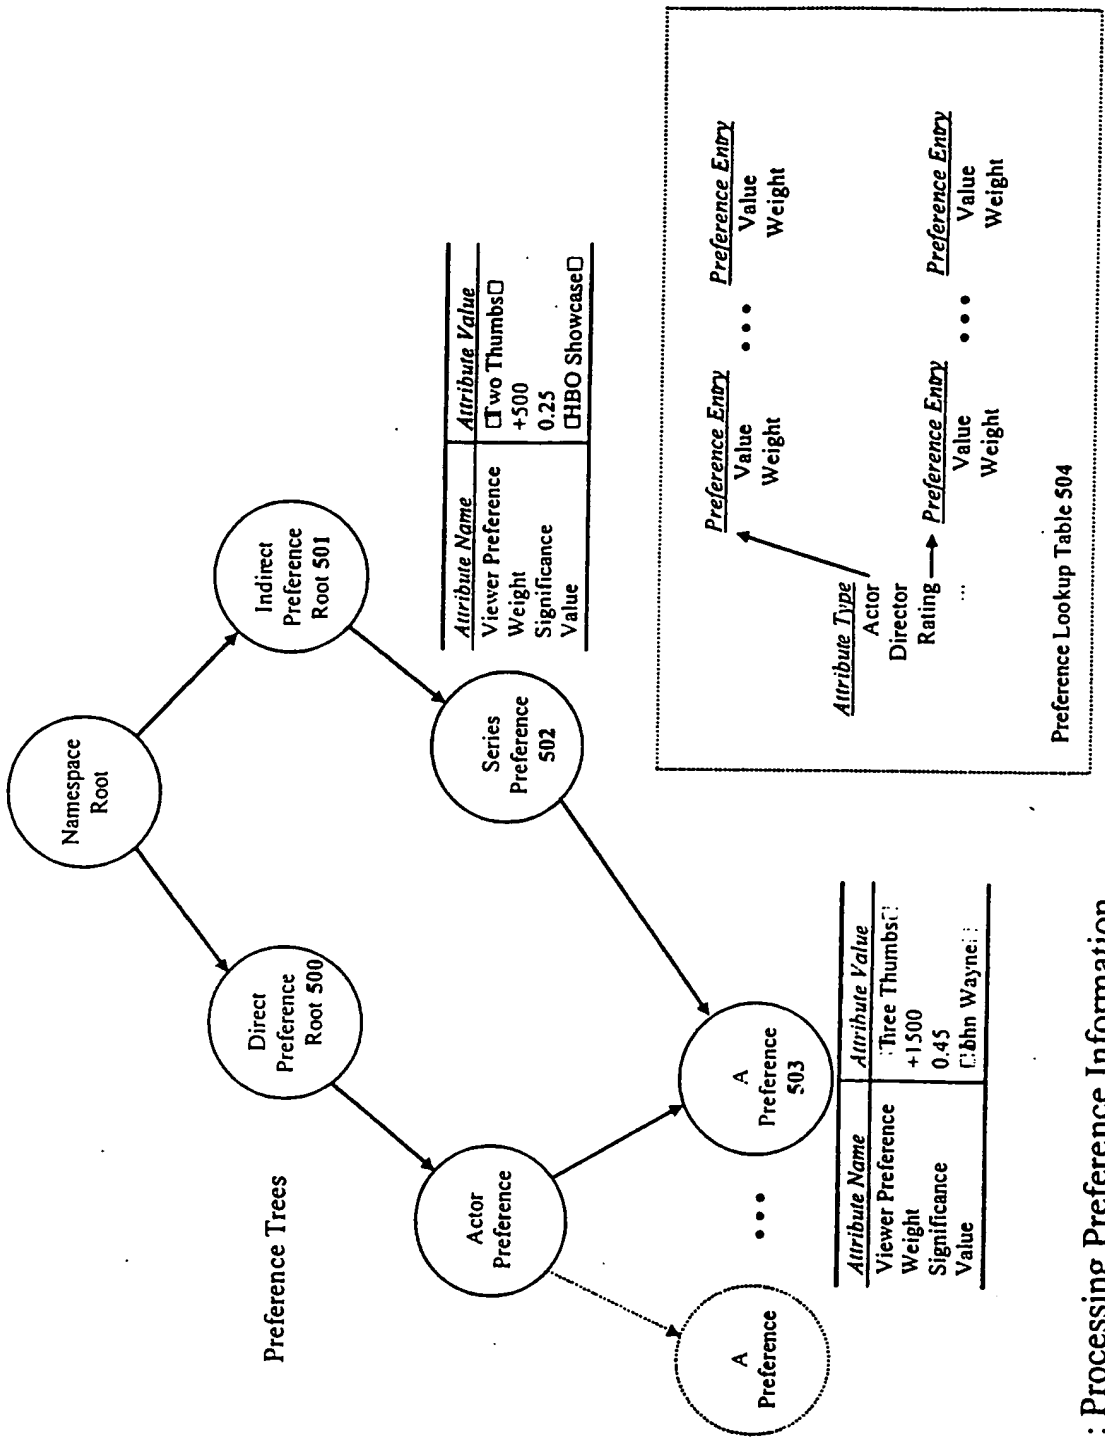 Namespace
Root
Preference Trees
Direct
Preference
Root 500
Indirect
Preference
Root 501
Actor
Preference
Series
Preference
502
Attribute Name Attribute Value
Viewer Preference □Two Thumbs□
Weight +500
Significance 0.25
Value □HBO Showcase□
A
Preference
• • •
A
Preference
503
Attribute Name Attribute Value
Viewer Preference Three Thumbs□
Weight +1500
Significance 0.45
Value Wayne
Preference Entry
Value
Weight
• • •
Preference Entry
Value
Weight
Attribute Type
Actor
Director
Rating
...
Preference Entry
Value
Weight
• • •
Preference Entry
Value
Weight
Preference Lookup Table 504
: Processing Preference Information